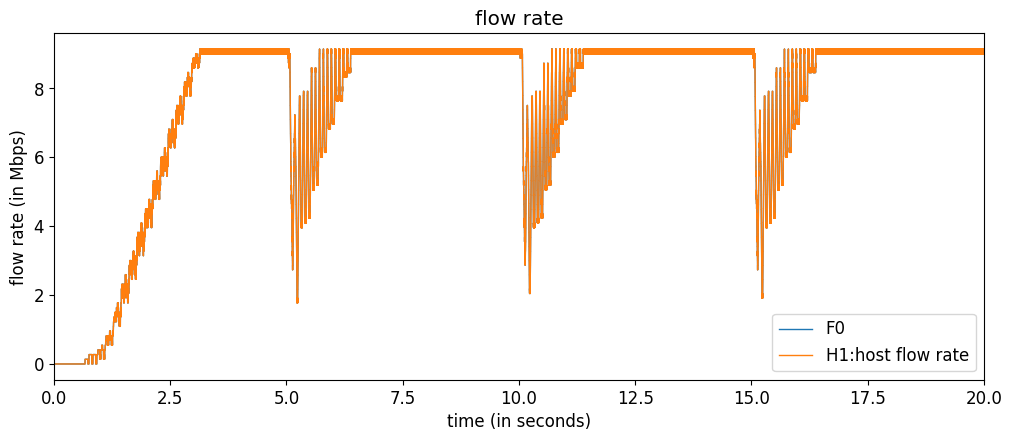 flow rate
flow rate (in Mbps)
8
6
4
2
0
F0
H1:host flow rate
0.0 2.5 5.0 7.5 10.0 12.5 15.0 17.5 20.0
time (in seconds)